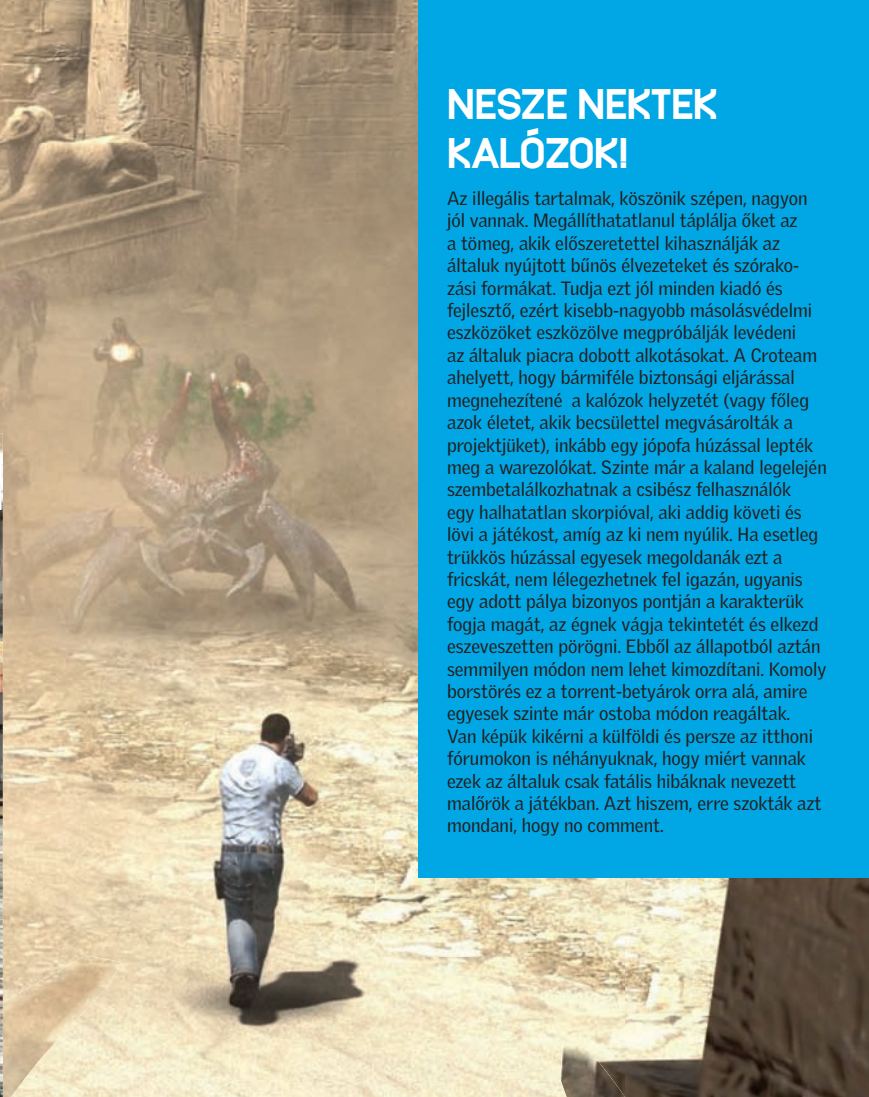 NESZE NEKTEK
KALÓZOK!
Az illegális tartalmak, köszönik szépen, nagyon
jól vannak. Megállíthatatlanul táplálja őket az
a tömeg, akik előszeretettel kihasználják az
általuk nyújtott bűnös élvezeteket és szórako-
zási formákat. Tudja ezt jól minden kiadó és
fejlesztő, ezért kisebb-nagyobb másolásvédelmi
eszközöket eszközölve megpróbálják levédeni
az általuk piacra dobott alkotásokat. A Croteam
ahelyett, hogy bármiféle biztonsági eljárással
megnehezítené  a kalózok helyzetét (vagy főleg
azok életet, akik becsülettel megvásárolták a
projektjüket), inkább egy jópofa húzással lepték
meg a warezolókat. Szinte már a kaland legelején
szembetalálkozhatnak a csibész felhasználók
egy halhatatlan skorpióval, aki addig követi és
lövi a játékost, amíg az ki nem nyúlik. Ha esetleg
trükkös húzással egyesek megoldanák ezt a
fricskát, nem lélegezhetnek fel igazán, ugyanis
egy adott pálya bizonyos pontján a karakterük
fogja magát, az égnek vágja tekintetét és elkezd
eszeveszetten pörögni. Ebből az állapotból aztán
semmilyen módon nem lehet kimozdítani. Komoly
borstörés ez a torrent-betyárok orra alá, amire
egyesek szinte már ostoba módon reagáltak.
Van képük kikérni a külföldi és persze az itthoni
fórumokon is néhányuknak, hogy miért vannak
ezek az általuk csak fatális hibáknak nevezett
malőrök a játékban. Azt hiszem, erre szokták azt
mondani, hogy no comment.